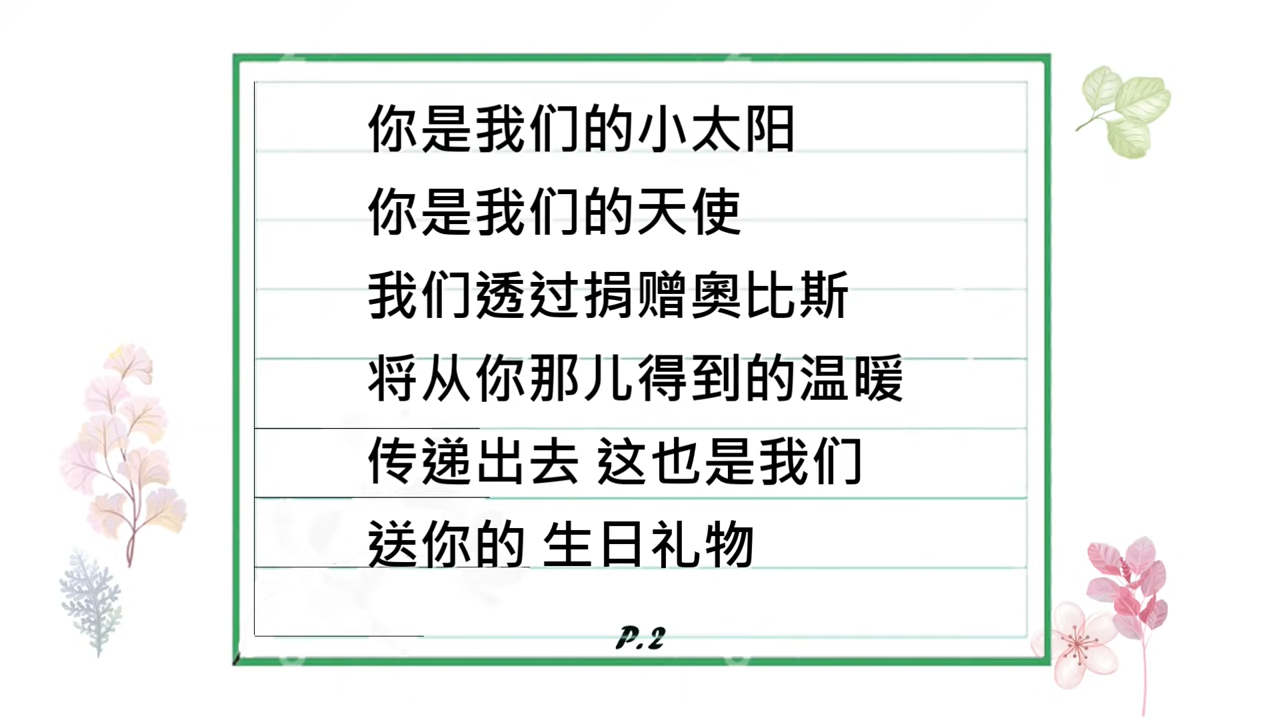 你是我们的小太阳
你是我们的天使
我们透过捐赠奥比斯
将从你那儿得到的温暖
传递出去 这也是我们
送你的 生日礼物
P.2